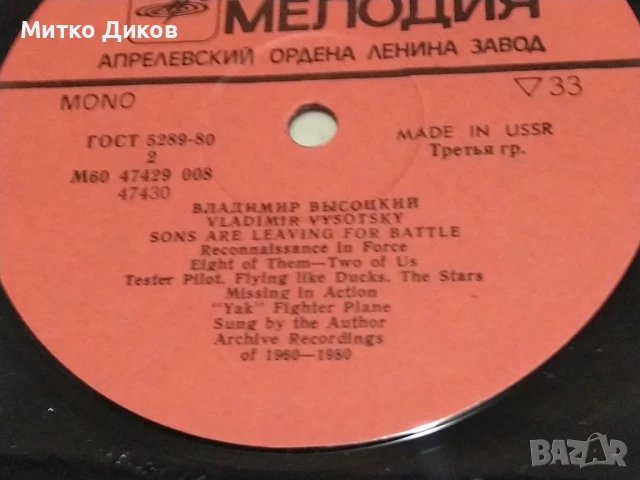 Митко Диков
МЕЛОДИЯ
АПРЕЛЕВСКИЙ ОРДЕНА ЛЕНИНА ЗАВОД
MONO
▽ 33
ГОСТ 5289-80
2
М60 47429 008
47430
MADE IN USSR
Третья гр.
ВЛАДИМИР ВЫСОЦКИЙ
VLADIMIR VYSOTSKY
SONS ARE LEAVING FOR BATTLE
Reconnaissance in Force
Eight of Them—Two of Us
Tester Pilot. Flying like Ducks. The Stars
Missing in Action
"Yak" Fighter Plane
Sung by the Author
Archive Recordings
of 1960—1980
BAZAR